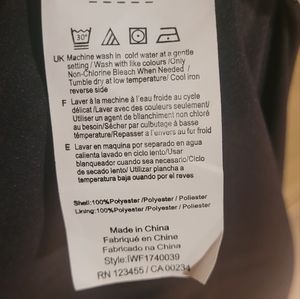 30°
UK Machine wash in cold water at a gentle
setting / Wash with like colours /Only
Non-Chlorine Bleach When Needed /
Tumble dry at low temperature/ Cool iron
reverse side.
F Laver à la machine à l'eau froide au cycle
délicat /Laver avec des couleurs seulement/
Utiliser un agent de blanchiment non chloré
au besoin/Sécher par culbutage à basse
témperature/ Repasser à l'envers au fer froid
E Lavar en maquina por separado en agua
calienta lavado en ciclo lento/Usar
blangueador cuando sea necesario/Ciclo
de secado lento/ Utilizar plancha a
temperatura baja cuando por el reves
Shell:100%Polyester /Polyester / Poliester
Lining:100%Polyester /Polyester / Poliester
Made in China
Fabriqué en Chine
Fabricado na China
Style:IWF1740039
RN 123455 / CA 00234